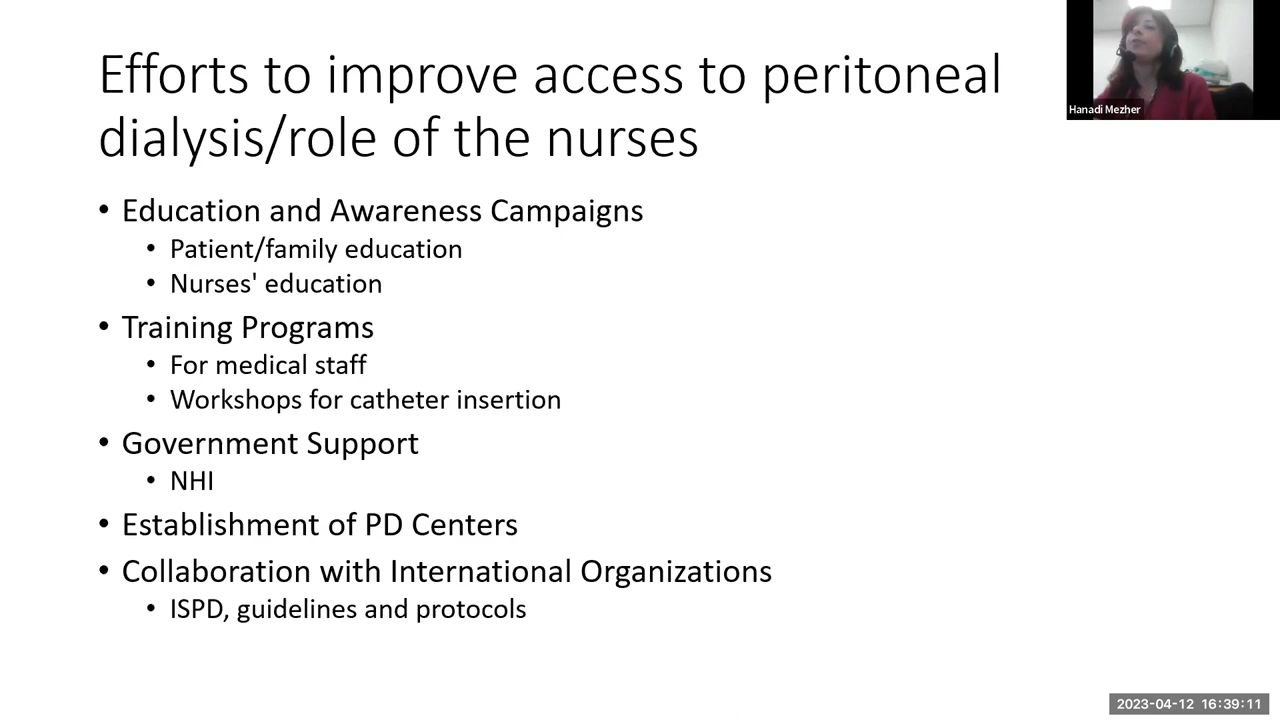 Efforts to improve access to peritoneal
dialysis/role of the nurses
Hanadi Mezher
• Education and Awareness Campaigns
• Patient/family education
• Nurses' education
• Training Programs
• For medical staff
• Workshops for catheter insertion
• Government Support
• NHI
• Establishment of PD Centers
• Collaboration with International Organizations
• ISPD, guidelines and protocols
2023-04-12 16:39:11